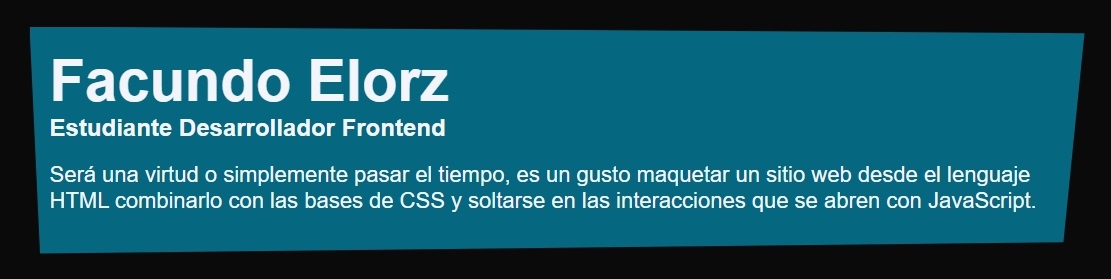 Facundo Elorz
Estudiante Desarrollador Frontend
Será una virtud o simplemente pasar el tiempo, es un gusto maquetar un sitio web desde el lenguaje
HTML combinarlo con las bases de CSS y soltarse en las interacciones que se abren con JavaScript.